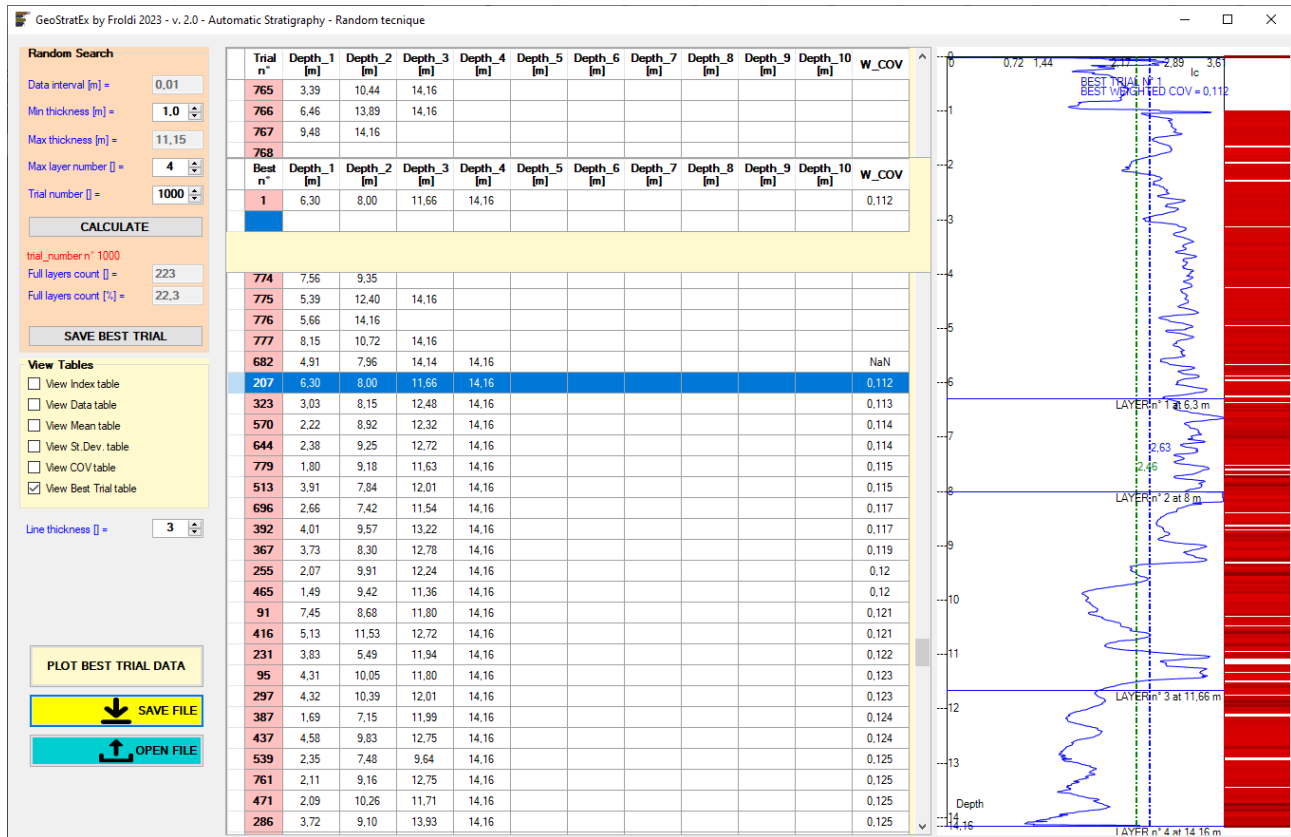 GeoStratEx by Froldi 2023 - v. 2.0 - Automatic Stratigraphy - Random tecnique
Random Search
Data interval [m] = 0,01
Min thickness [m] = 1.0
Max thickness [m] = 11,15
Max layer number [] = 4
Trial number [] = 1000
CALCULATE
trial_number n° 1000
Full layers count [] = 223
Full layers count [%] = 22,3
SAVE BEST TRIAL
View Tables
View Index table
View Data table
View Mean table
View St.Dev. table
View COV table
View Best Trial table
Line thickness [] = 3
PLOT BEST TRIAL DATA
SAVE FILE
OPEN FILE
Trial n° Depth_1 [m] Depth_2 [m] Depth_3 [m] Depth_4 [m] Depth_5 [m] Depth_6 [m] Depth_7 [m] Depth_8 [m] Depth_9 [m] Depth_10 [m] W_COV
765 3,39 10,44 14,16
766 6,46 13,89 14,16
767 9,48 14,16
768
Best n° Depth_1 [m] Depth_2 [m] Depth_3 [m] Depth_4 [m] Depth_5 [m] Depth_6 [m] Depth_7 [m] Depth_8 [m] Depth_9 [m] Depth_10 [m] W_COV
1 6,30 8,00 11,66 14,16 0,112
774 7,56 9,35
775 5,39 12,40 14,16
776 5,66 14,16
777 8,15 10,72 14,16
682 4,91 7,96 14,14 14,16 NaN
207 6,30 8,00 11,66 14,16 0,112
323 3,03 8,15 12,48 14,16 0,113
570 2,22 8,92 12,32 14,16 0,114
644 2,38 9,25 12,72 14,16 0,114
779 1,80 9,18 11,63 14,16 0,115
513 3,91 7,84 12,01 14,16 0,115
696 2,66 7,42 11,54 14,16 0,117
392 4,01 9,57 13,22 14,16 0,117
367 3,73 8,30 12,78 14,16 0,119
255 2,07 9,91 12,24 14,16 0,12
465 1,49 9,42 11,36 14,16 0,12
91 7,45 8,68 11,80 14,16 0,121
416 5,13 11,53 12,72 14,16 0,121
231 3,83 5,49 11,94 14,16 0,122
95 4,31 10,05 11,80 14,16 0,123
297 4,32 10,39 12,01 14,16 0,123
387 1,69 7,15 11,99 14,16 0,124
437 4,58 9,83 12,75 14,16 0,124
539 2,35 7,48 9,64 14,16 0,125
761 2,11 9,16 12,75 14,16 0,125
471 2,09 10,26 11,71 14,16 0,125
286 3,72 9,10 13,93 14,16 0,125
---0
0 0,72 1,44 2,17 2,89 3,61
Ic
BEST TRIAL N° 1
BEST WEIGHTED COV = 0,112
---1
---2
---3
---4
---5
---6
LAYER n° 1 at 6,3 m
---7
2,63
2,46
---8
LAYER n° 2 at 8 m
---9
---10
---11
LAYER n° 3 at 11,66 m
---12
---13
Depth
---14
---14,16
LAYER n° 4 at 14,16 m